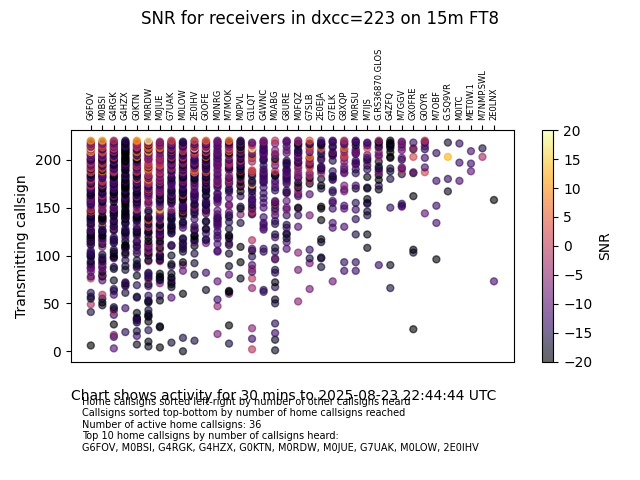 SNR for receivers in dxcc=223 on 15m FT8
G6FOV M0BSI G4RGK G4HZX G0KTN M0RDW M0JUE G7UAK M0LOW 2E0IHV G0OFE M0NRG M7MOK M0PVL G1LQT G4WNC M0ABG G8URE M0FQZ G7SLB 2E0EJA G7ELK G8XQP M0RSU M7IJS G-RS38870.GLOS G4ZFQ M7GGV GX0FRE G0OYR M7OBF G-SQ9VR M0ITC MET0W.1 M7NMP.SWL 2E0LNX
200
150
100
50
0
Transmitting callsign
20
15
10
5
0
−5
−10
−15
−20
SNR
Chart shows activity for 30 mins to 2025-08-23 22:44:44 UTC
Home callsigns sorted left-right by number of other callsigns heard
Callsigns sorted top-bottom by number of home callsigns reached
Number of active home callsigns: 36
Top 10 home callsigns by number of callsigns heard:
G6FOV, M0BSI, G4RGK, G4HZX, G0KTN, M0RDW, M0JUE, G7UAK, M0LOW, 2E0IHV